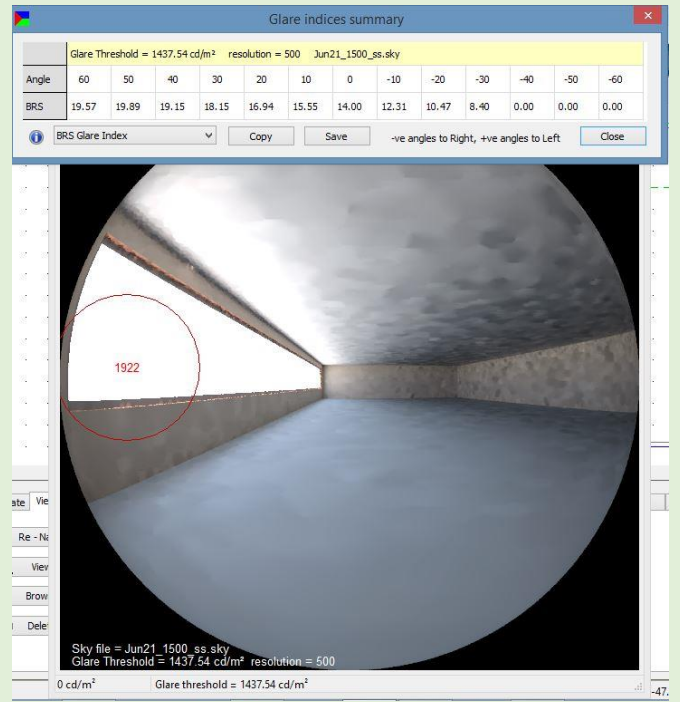 Glare indices summary
Glare Threshold = 1437.54 cd/m² resolution = 500 Jun21_1500_ss.sky
Angle 60 50 40 30 20 10 0 -10 -20 -30 -40 -50 -60
BRS 19.57 19.89 19.15 18.15 16.94 15.55 14.00 12.31 10.47 8.40 0.00 0.00 0.00
BRS Glare Index Copy Save -ve angles to Right, +ve angles to Left Close
1922
ate Vie
Re - Na
View
Brow
Dele
Sky file = Jun21_1500_ss.sky
Glare Threshold = 1437.54 cd/m² resolution = 500
0 cd/m² Glare threshold = 1437.54 cd/m²
-47.